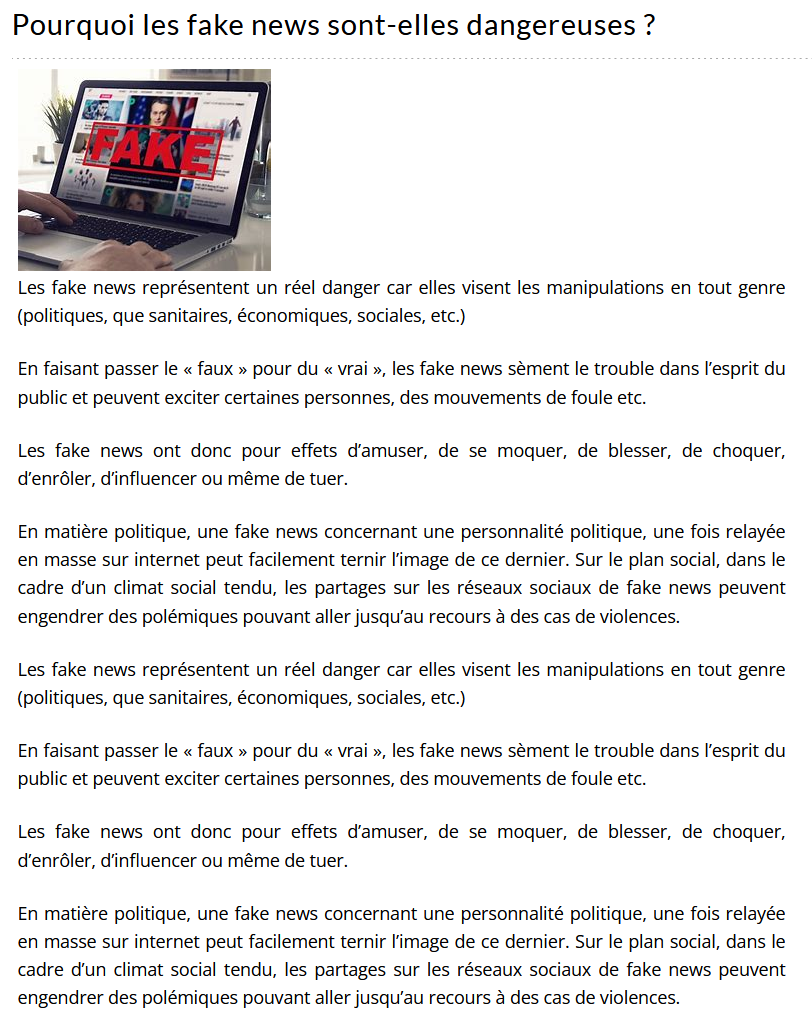 Pourquoi les fake news sont-elles dangereuses ?
FAKE
Les fake news représentent un réel danger car elles visent les manipulations en tout genre
(politiques, que sanitaires, économiques, sociales, etc.)
En faisant passer le « faux » pour du « vrai », les fake news sèment le trouble dans l’esprit du
public et peuvent exciter certaines personnes, des mouvements de foule etc.
Les fake news ont donc pour effets d’amuser, de se moquer, de blesser, de choquer,
d’enrôler, d’influencer ou même de tuer.
En matière politique, une fake news concernant une personnalité politique, une fois relayée
en masse sur internet peut facilement ternir l’image de ce dernier. Sur le plan social, dans le
cadre d’un climat social tendu, les partages sur les réseaux sociaux de fake news peuvent
engendrer des polémiques pouvant aller jusqu’au recours à des cas de violences.
Les fake news représentent un réel danger car elles visent les manipulations en tout genre
(politiques, que sanitaires, économiques, sociales, etc.)
En faisant passer le « faux » pour du « vrai », les fake news sèment le trouble dans l’esprit du
public et peuvent exciter certaines personnes, des mouvements de foule etc.
Les fake news ont donc pour effets d’amuser, de se moquer, de blesser, de choquer,
d’enrôler, d’influencer ou même de tuer.
En matière politique, une fake news concernant une personnalité politique, une fois relayée
en masse sur internet peut facilement ternir l’image de ce dernier. Sur le plan social, dans le
cadre d’un climat social tendu, les partages sur les réseaux sociaux de fake news peuvent
engendrer des polémiques pouvant aller jusqu’au recours à des cas de violences.